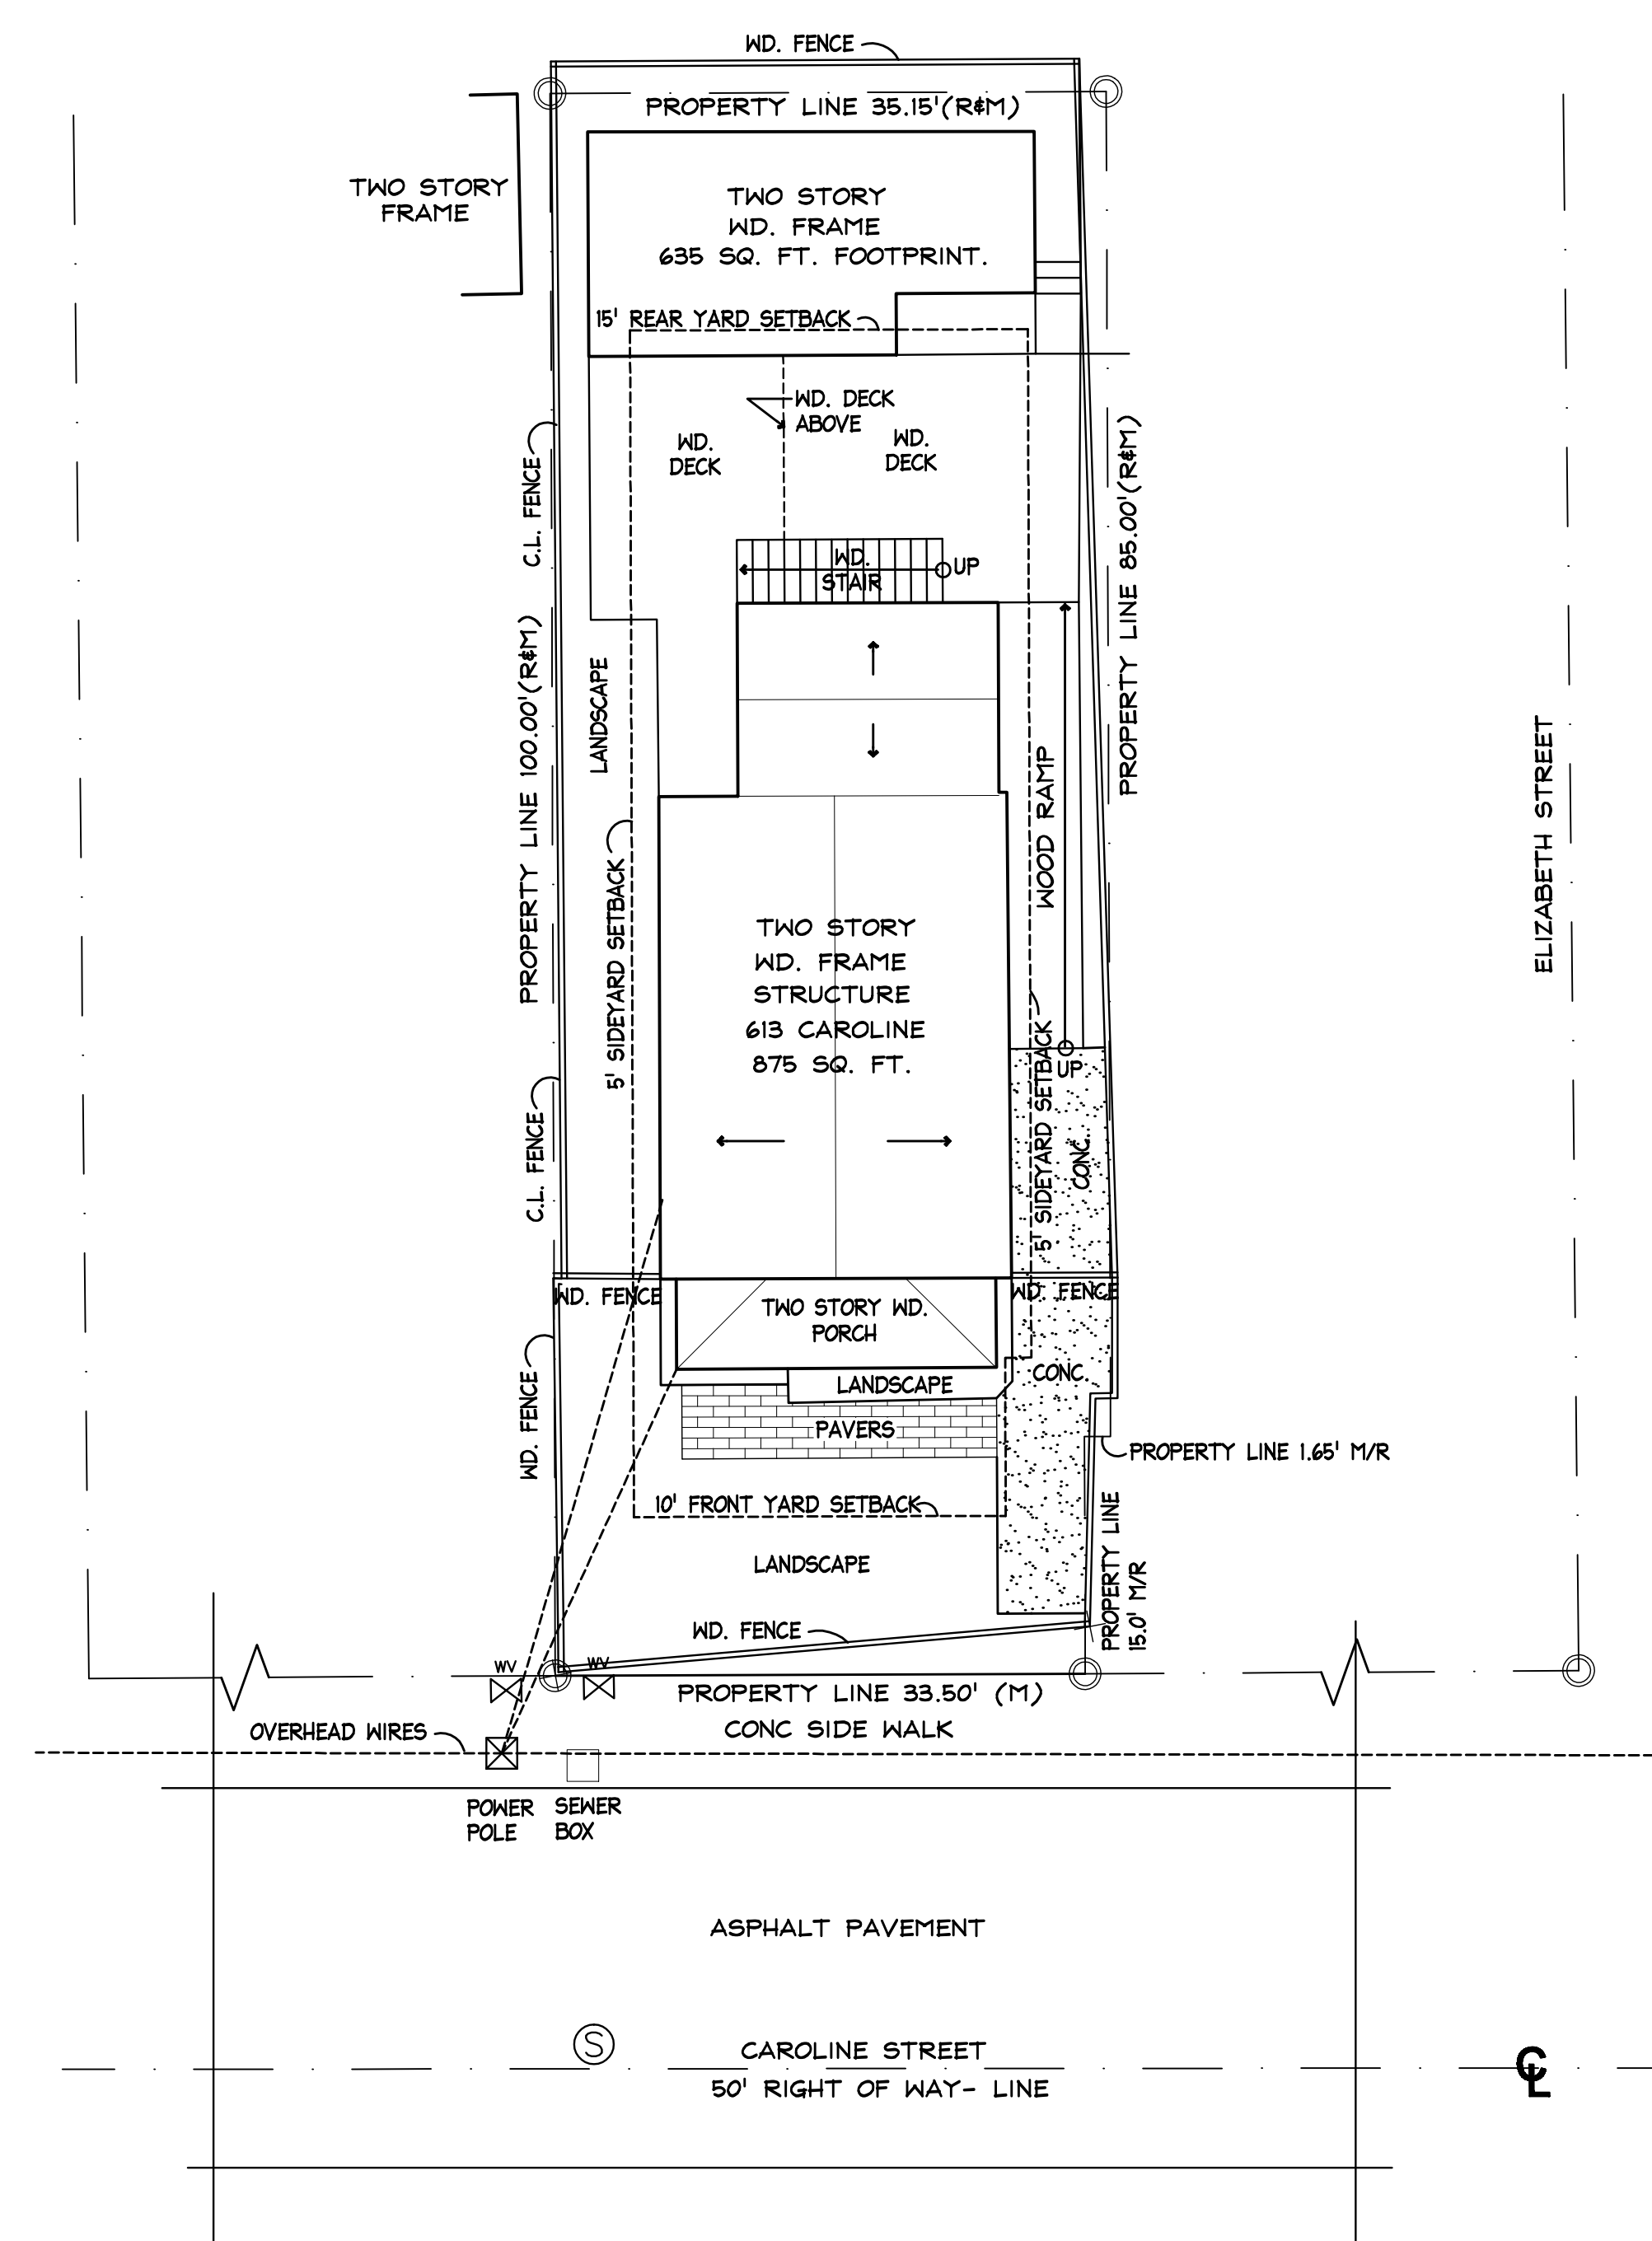 WD. FENCE
PROPERTY LINE 35.15'(R&M)
TWO STORY
FRAME
TWO STORY
WD. FRAME
635 SQ. FT. FOOTPRINT.
15' REAR YARD SETBACK
WD. DECK
ABOVE
WD.
DECK
WD.
DECK
C.L. FENCE
PROPERTY LINE 85.00'(R&M)
WD.
STAIR
UP
PROPERTY LINE 100.00'(R&M)
LANDSCAPE
WOOD RAMP
ELIZABETH STREET
5' SIDEYARD SETBACK
TWO STORY
WD. FRAME
STRUCTURE
613 CAROLINE
875 SQ. FT.
5' SIDEYARD SETBACK
UP
CONC.
C.L. FENCE
WD. FENCE
WD. FENCE
TWO STORY WD.
PORCH
WD. FENCE
LANDSCAPE
CONC.
PAVERS
PROPERTY LINE 1.65' M/R
10' FRONT YARD SETBACK
PROPERTY LINE
15.0' M/R
LANDSCAPE
WD. FENCE
WV
WV
PROPERTY LINE 33.50' (M)
OVERHEAD WIRES
CONC SIDE WALK
POWER
POLE
SEWER
BOX
ASPHALT PAVEMENT
S
CAROLINE STREET
CL
50' RIGHT OF WAY- LINE